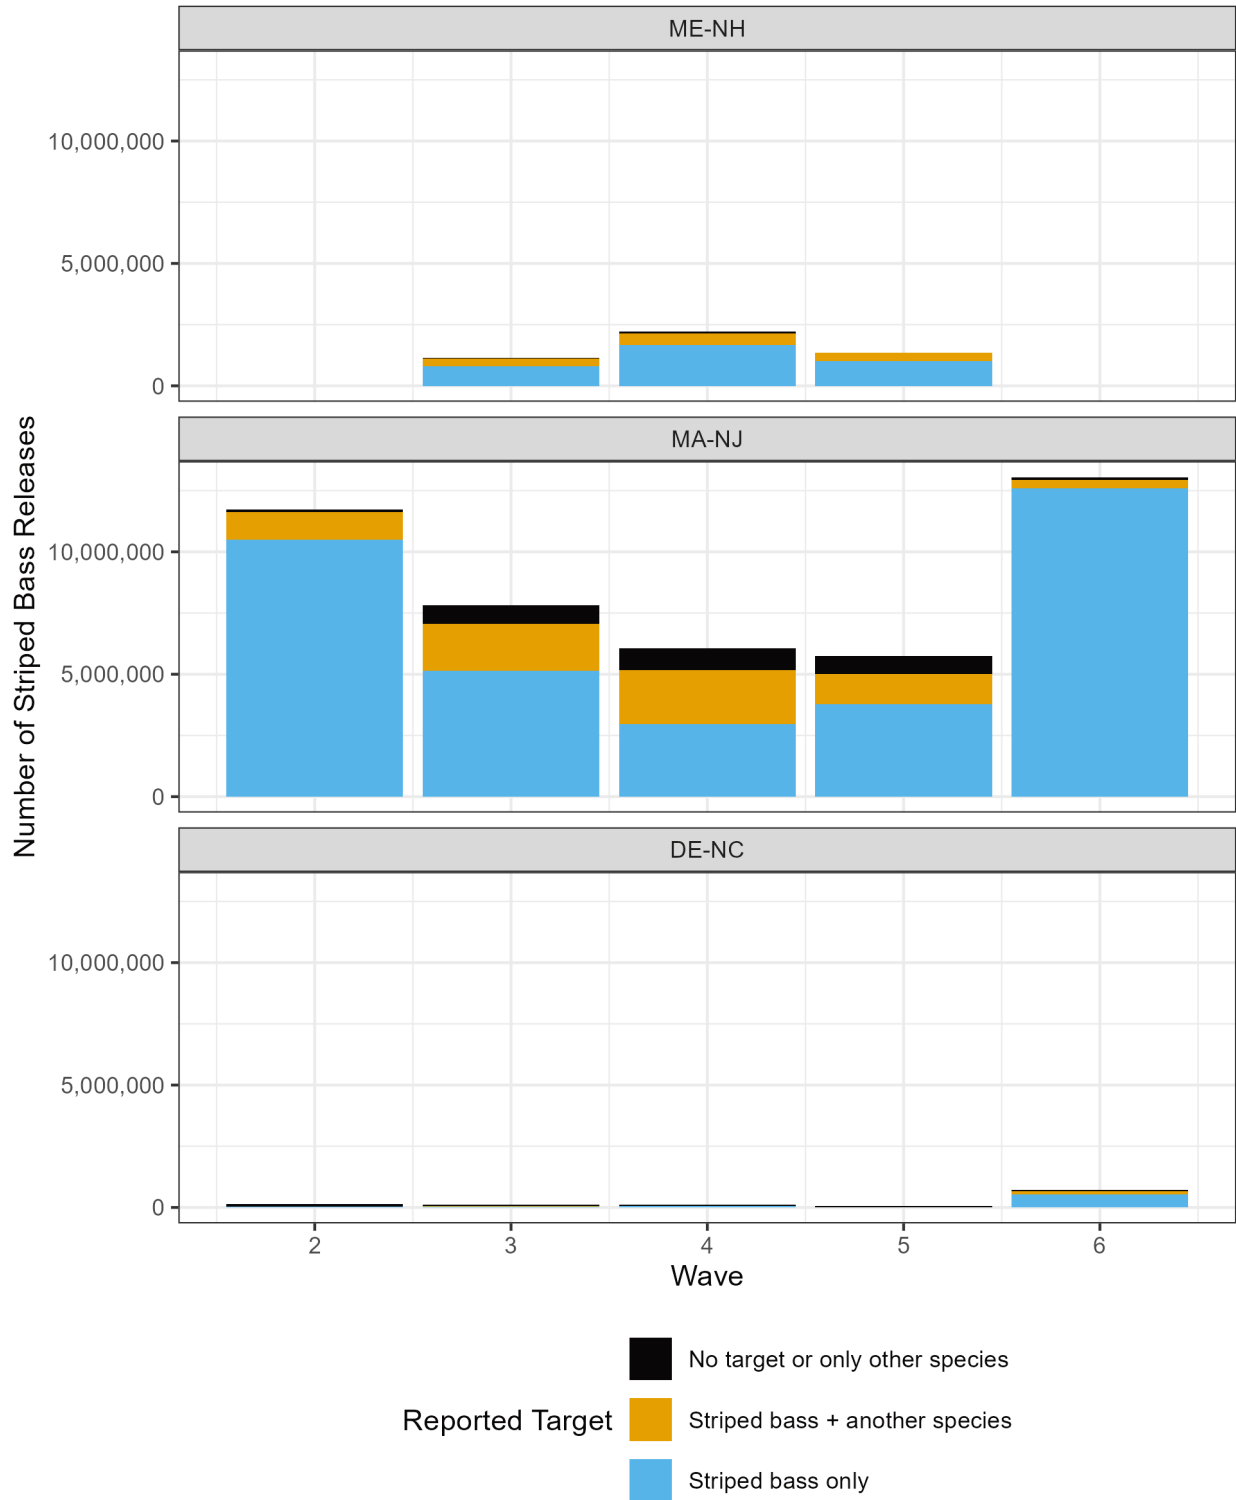 ME-NH
10,000,000
5,000,000
0
MA-NJ
10,000,000
5,000,000
0
Number of Striped Bass Releases
DE-NC
10,000,000
5,000,000
0
2 3 4 5 6
Wave
Reported Target
No target or only other species
Striped bass + another species
Striped bass only